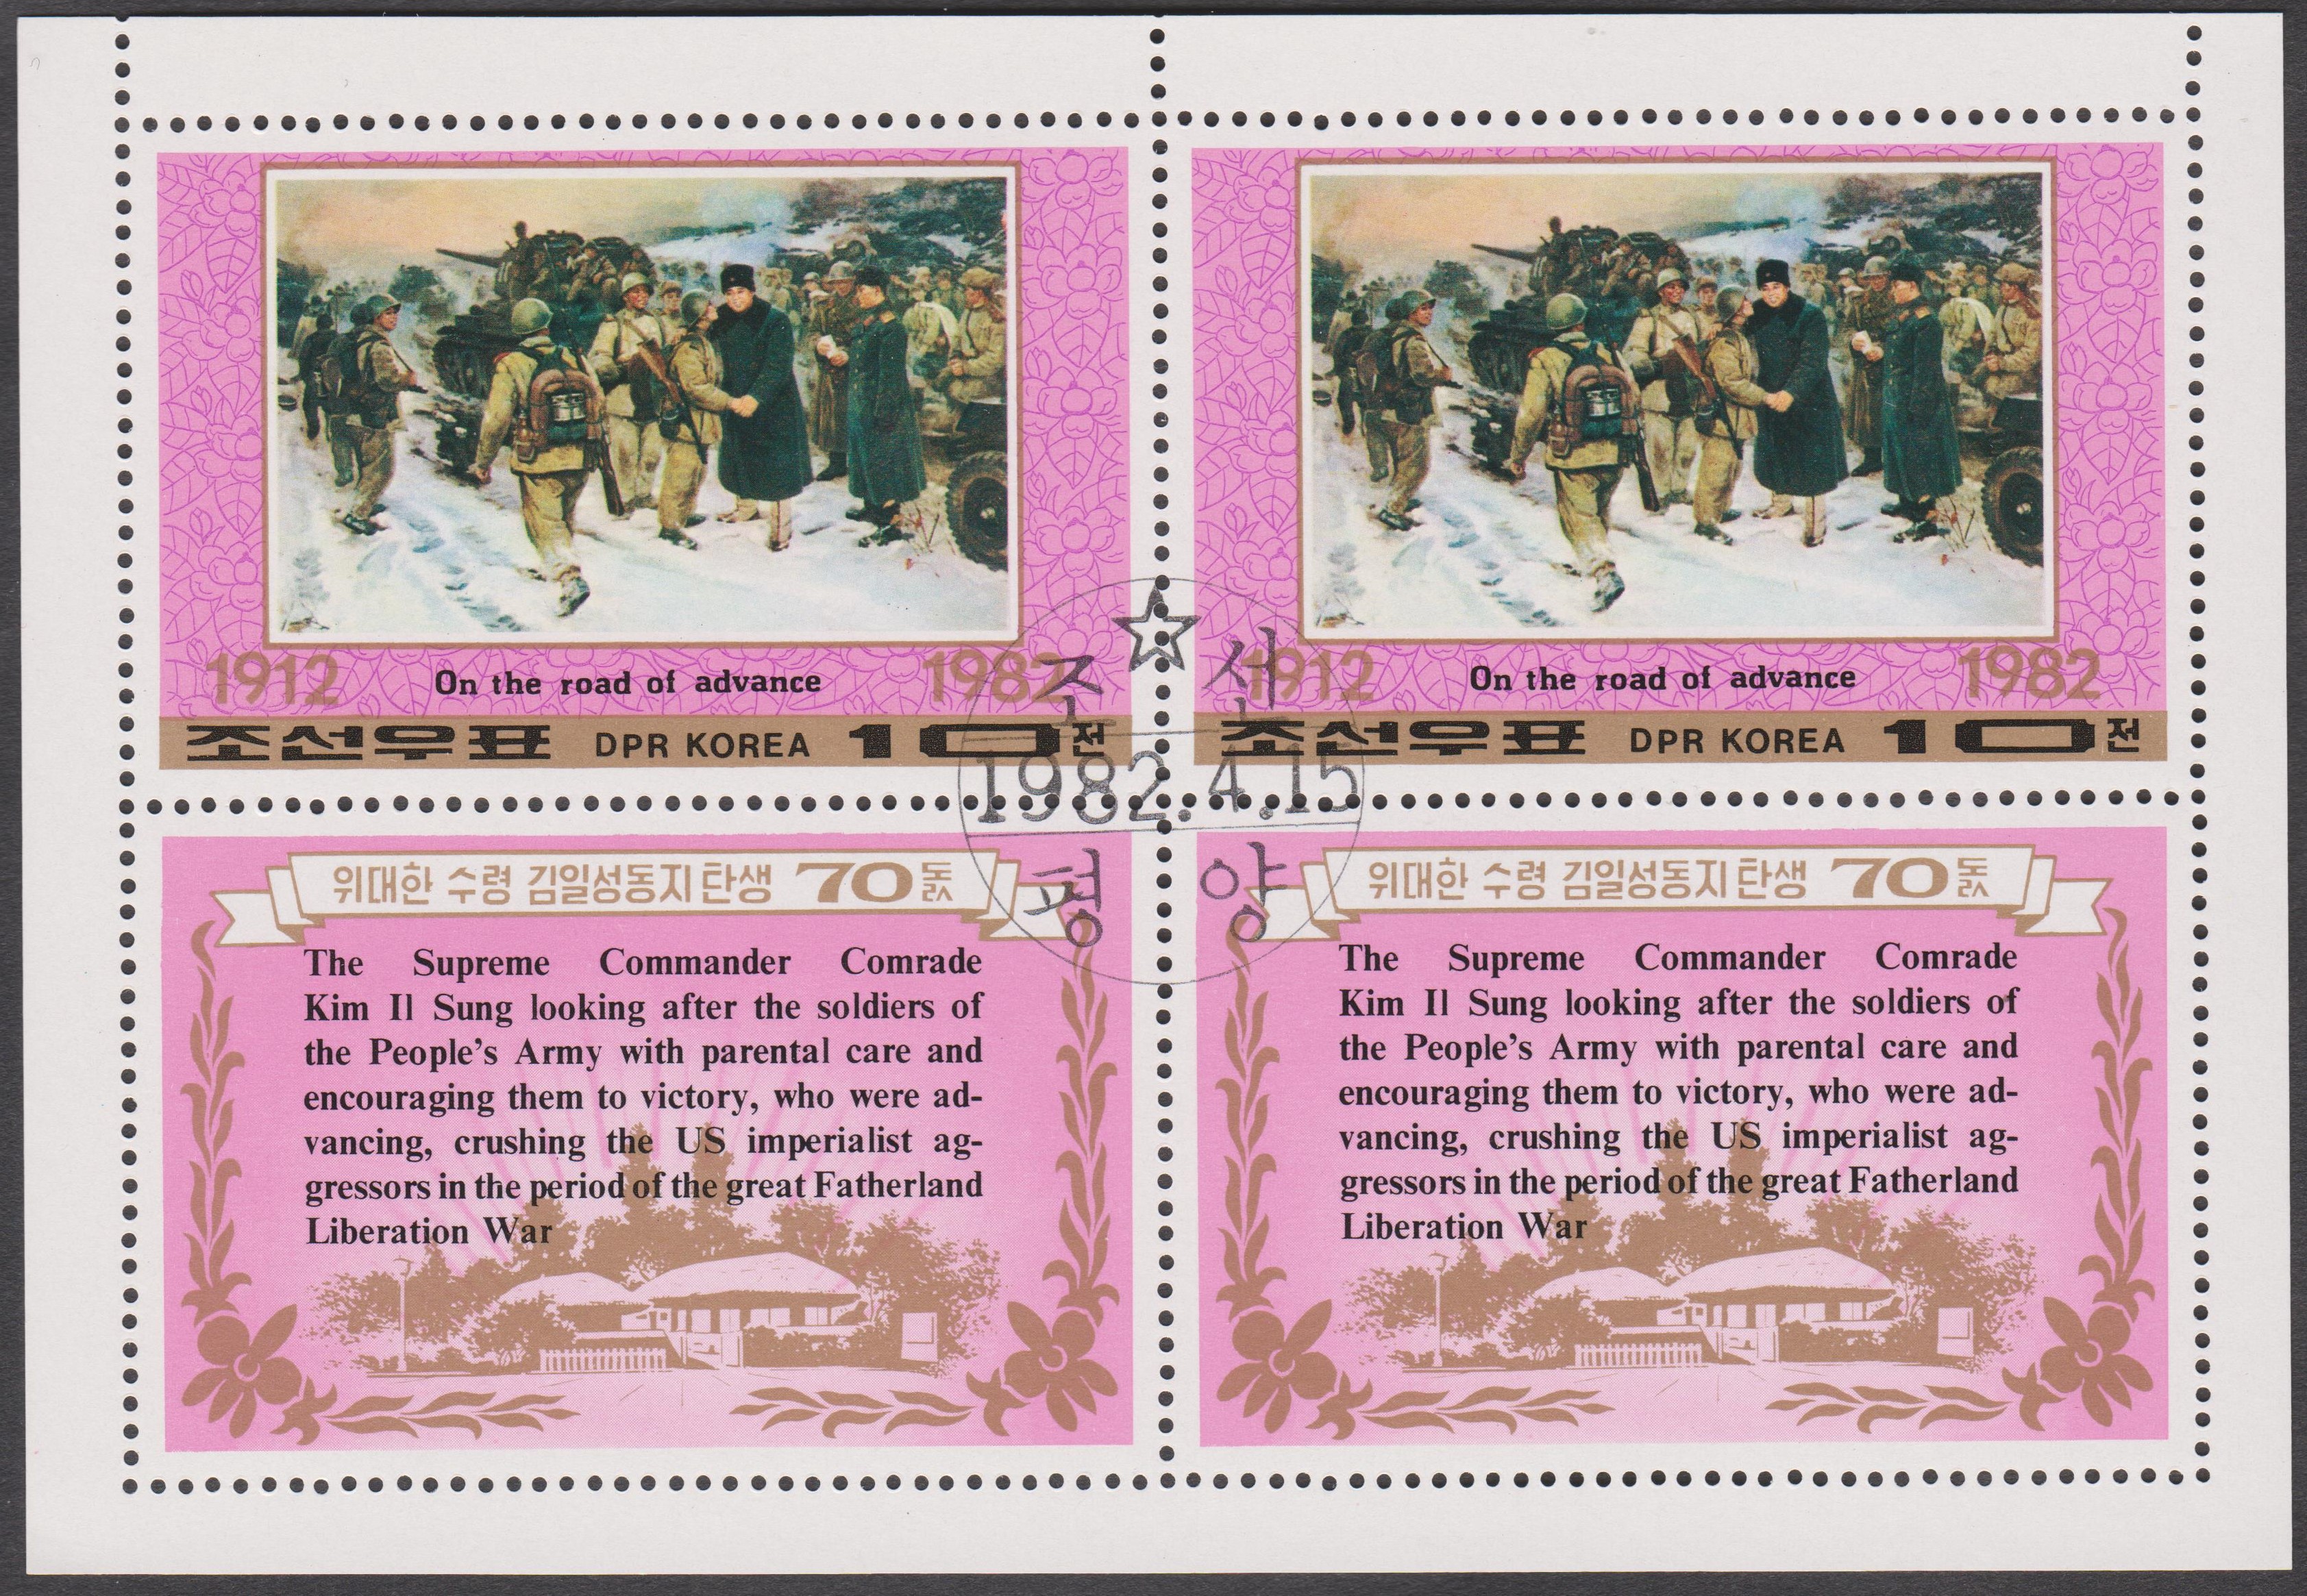 1912 On the road of advance 1982
조선우표 DPR KOREA 10전
1912 On the road of advance 1982
조선우표 DPR KOREA 10전
조선
1982.4.15
평양
위대한 수령 김일성동지 탄생 70돐
The Supreme Commander Comrade
Kim Il Sung looking after the soldiers of
the People's Army with parental care and
encouraging them to victory, who were ad-
vancing, crushing the US imperialist ag-
gressors in the period of the great Fatherland
Liberation War
위대한 수령 김일성동지 탄생 70돐
The Supreme Commander Comrade
Kim Il Sung looking after the soldiers of
the People's Army with parental care and
encouraging them to victory, who were ad-
vancing, crushing the US imperialist ag-
gressors in the period of the great Fatherland
Liberation War